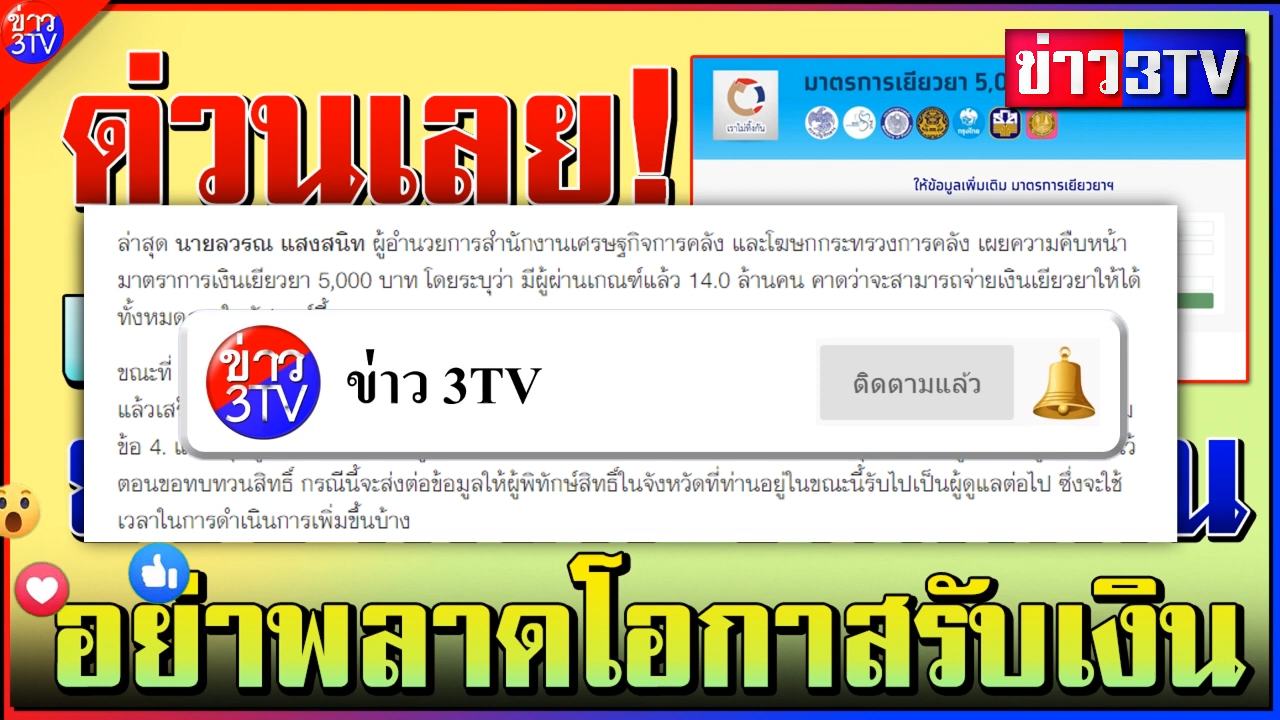 ข่าว
3TV
ด่วนเลย!
ข่าว3TV
มาตรการเยียวยา
เราไม่ทิ้งกัน
กรุงไทย
ให้ข้อมูลเพิ่มเติม มาตรการเยียวยาฯ
ล่าสุด นายลวรณ แสงสนิท ผู้อำนวยการสำนักงานเศรษฐกิจการคลัง และโฆษกกระทรวงการคลัง เผยความคืบหน้า
มาตราการเงินเยียวยา 5,000 บาท โดยระบุว่า มีผู้ผ่านเกณฑ์แล้ว 14.0 ล้านคน คาดว่าจะสามารถจ่ายเงินเยียวยาให้ได้
ทั้งหมด
ขณะที่
ข้อ 4.
ข่าว
3TV
ข่าว 3TV
ติดตามแล้ว
ตอนขอทบทวนสิทธิ์ กรณีนี้จะส่งต่อข้อมูลให้ผู้พิทักษ์สิทธิ์ในจังหวัดที่ท่านอยู่ในขณะนี้รับไปเป็นผู้ดูแลต่อไป ซึ่งจะใช้
เวลาในการดำเนินการเพิ่มขึ้นบ้าง
อย่าพลาดโอกาสรับเงิน